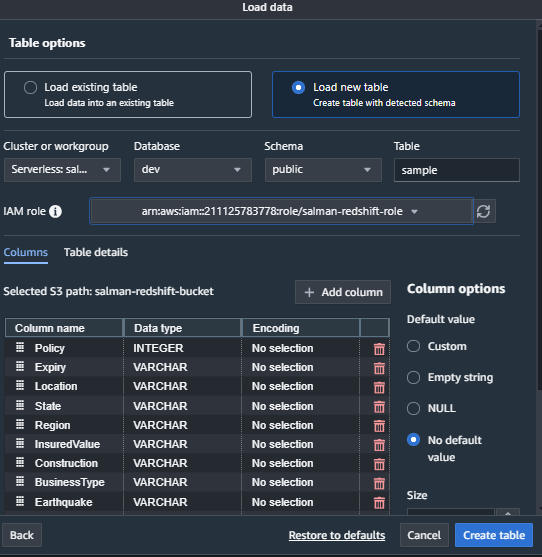 Load data
Table options
Load existing table
Load data into an existing table
Load new table
Create table with detected schema
Cluster or workgroup
Database
Schema
Table
Serverless: sal...
dev
public
sample
IAM role
arn:aws:iam::211125783778:role/salman-redshift-role
Columns
Table details
Selected S3 path: salman-redshift-bucket
+ Add column
Column name Data type Encoding
Policy INTEGER No selection
Expiry VARCHAR No selection
Location VARCHAR No selection
State VARCHAR No selection
Region VARCHAR No selection
InsuredValue VARCHAR No selection
Construction VARCHAR No selection
BusinessType VARCHAR No selection
Earthquake VARCHAR No selection
Column options
Default value
Custom
Empty string
NULL
No default
value
Size
Back
Restore to defaults
Cancel
Create table